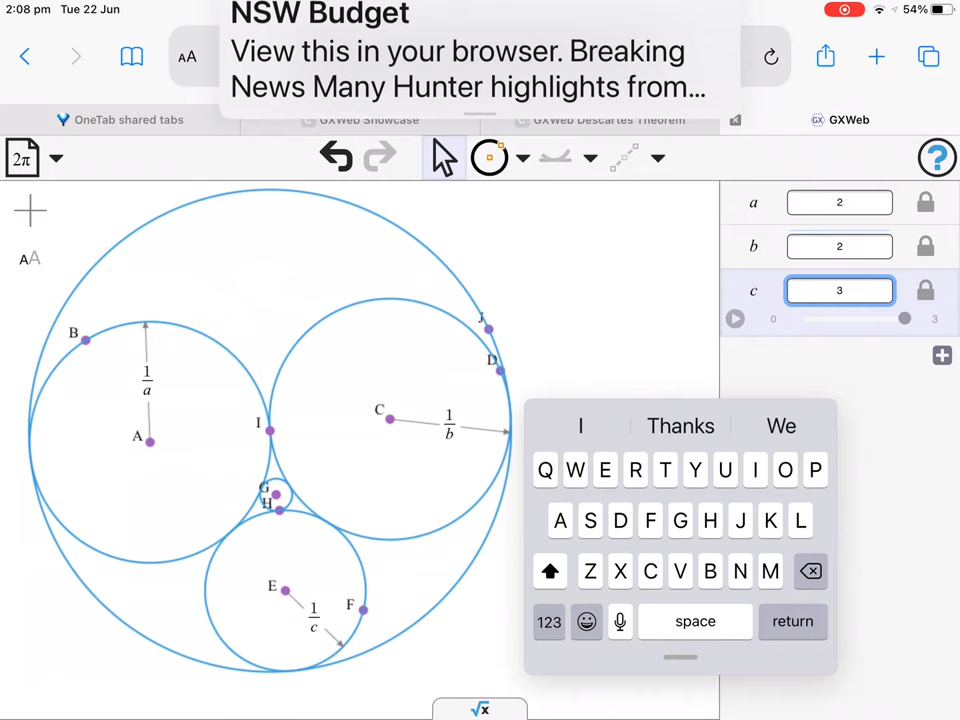 2:08 pm Tue 22 Jun
54%
NSW Budget
View this in your browser. Breaking
News Many Hunter highlights from...
AA
OneTab shared tabs
GXWeb Showcase
GXWeb Descartes Theorem
GX GXWeb
2π
?
AA
a 2
b 2
c 3
0 3
J
B
D
1
a
C
1
b
I
A
G
H
E
F
1
c
I Thanks We
Q W E R T Y U I O P
A S D F G H J K L
Z X C V B N M
123 space return
√x